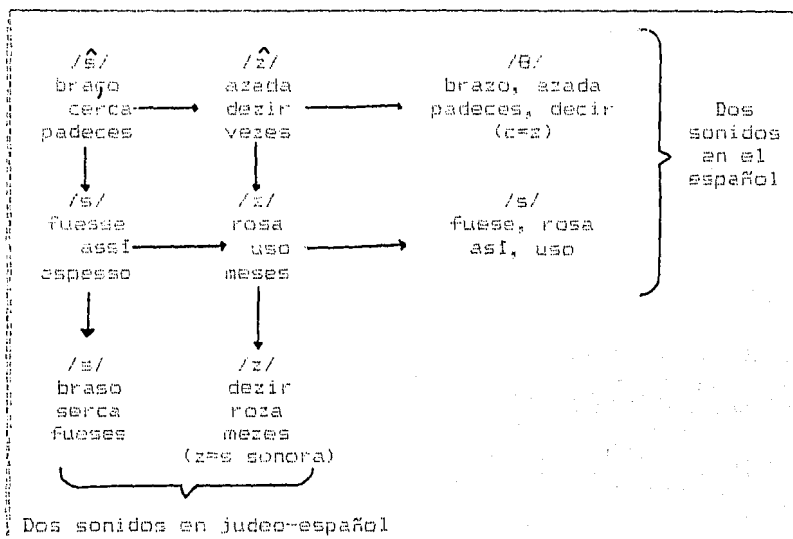 /ŝ/ /ẑ/ /θ/
braço azada brazo, azada
cerca dezir padeces, decir
padeces vezes (c=z)
Dos
sonidos
en el
español
/s/ /z/ /s/
fuesse rosa fuese, rosa
assí uso así, uso
espesso meses
/s/ /z/
braso dezir
serca roza
fueses mezes
(z=s sonora)
Dos sonidos en judeo-español